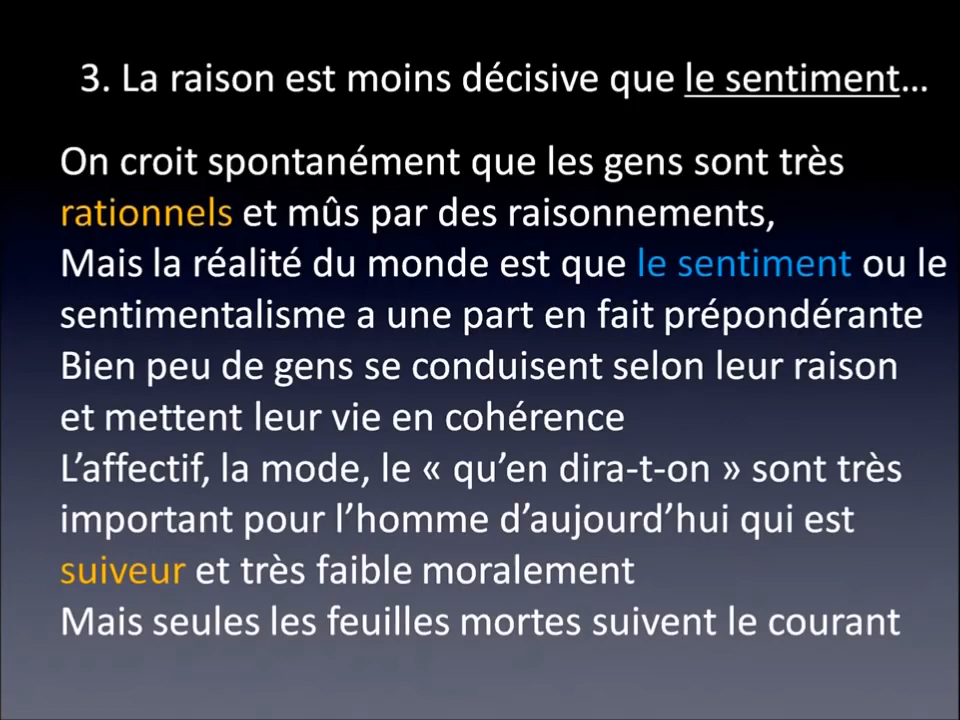 3. La raison est moins décisive que le sentiment…
On croit spontanément que les gens sont très
rationnels et mûs par des raisonnements,
Mais la réalité du monde est que le sentiment ou le
sentimentalisme a une part en fait prépondérante
Bien peu de gens se conduisent selon leur raison
et mettent leur vie en cohérence
L’affectif, la mode, le « qu’en dira-t-on » sont très
important pour l’homme d’aujourd’hui qui est
suiveur et très faible moralement
Mais seules les feuilles mortes suivent le courant